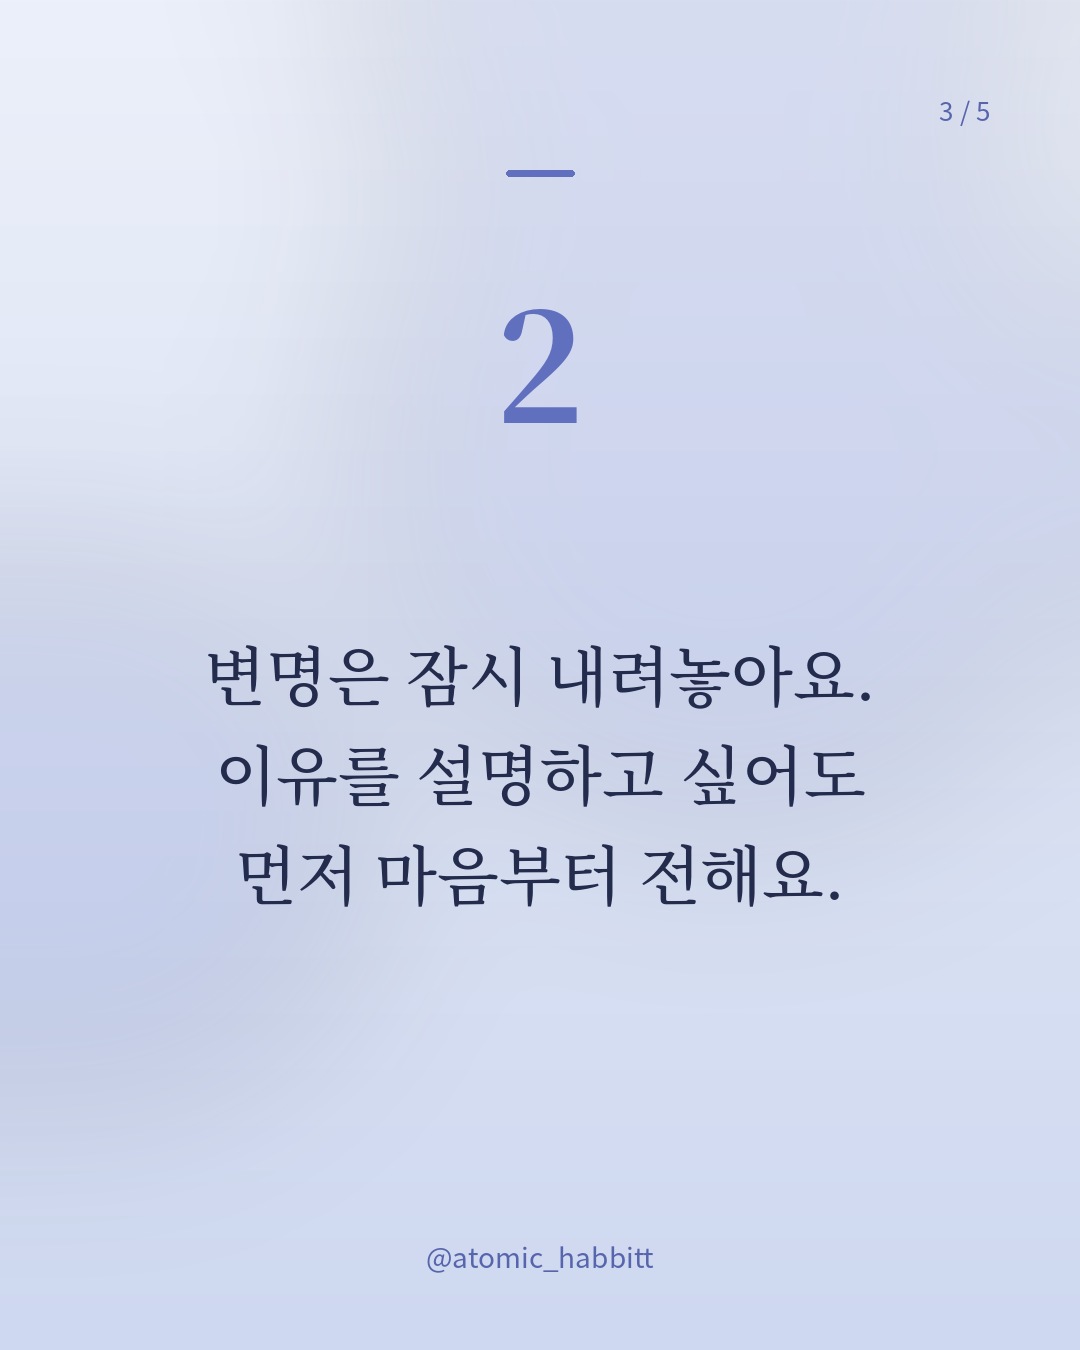 3 / 5
2
변명은 잠시 내려놓아요.
이유를 설명하고 싶어도
먼저 마음부터 전해요.
@atomic_habbitt